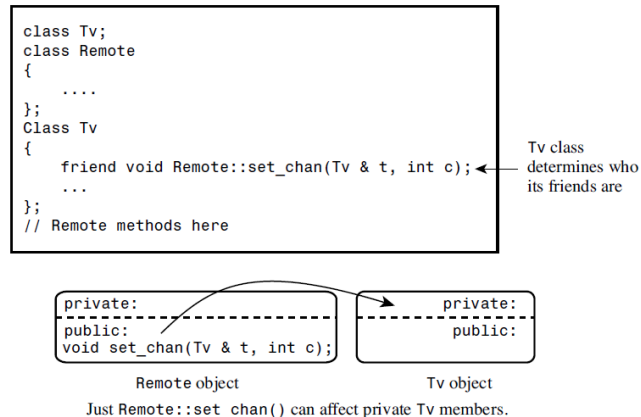 class Tv;
class Remote
{
....
};
Class Tv
{
friend void Remote::set_chan(Tv & t, int c);
...
};
// Remote methods here
Tv class
determines who
its friends are
private:
public:
void set_chan(Tv & t, int c);
private:
public:
Remote object
Tv object
Just Remote::set chan() can affect private Tv members.